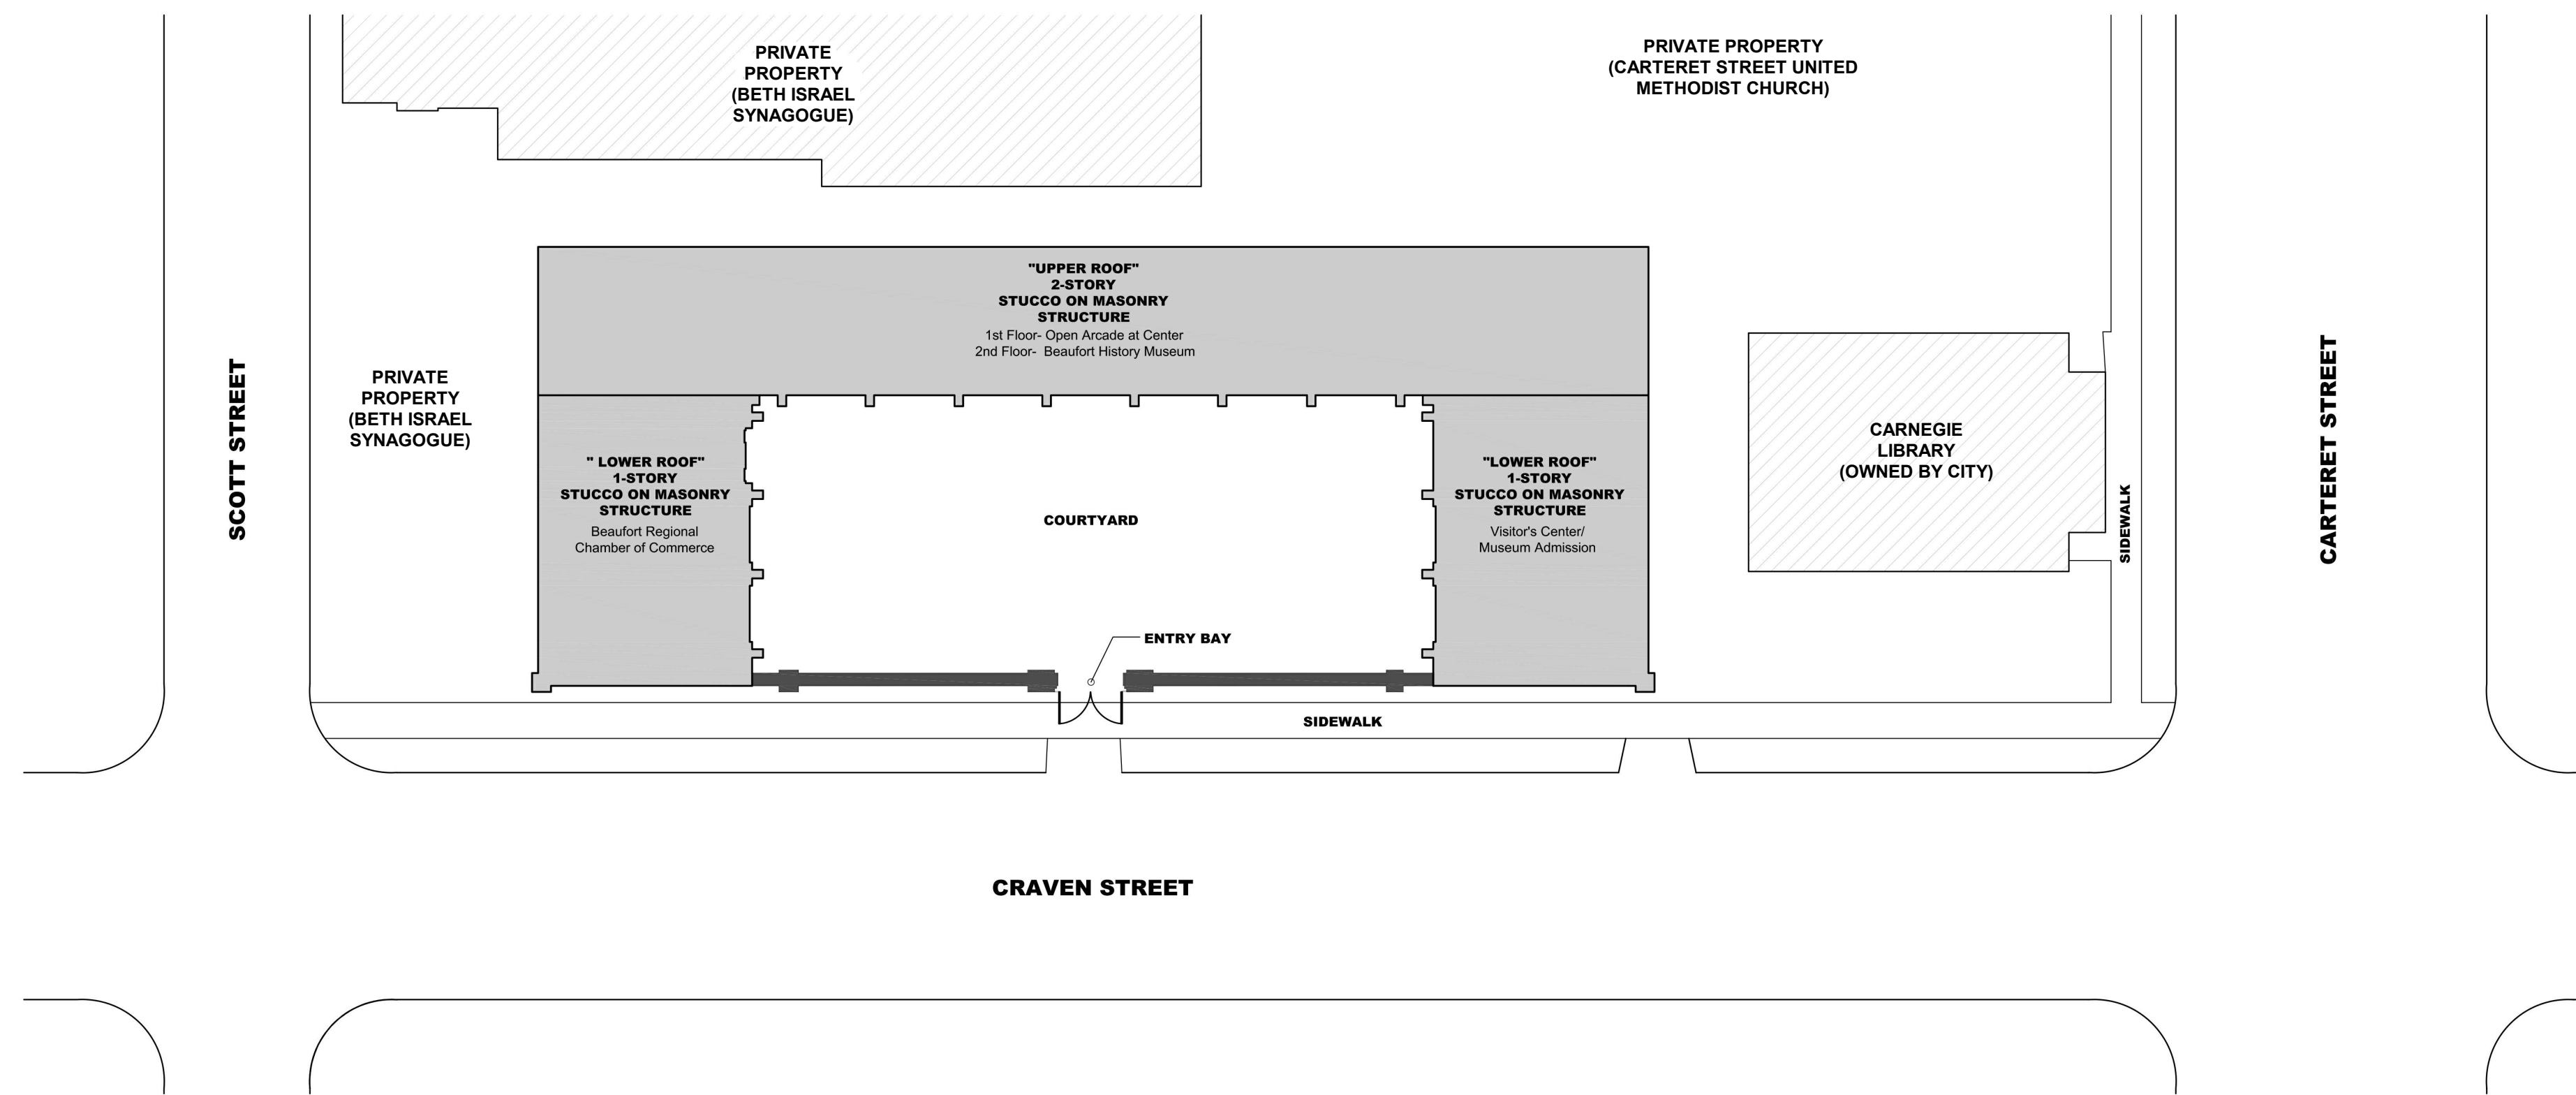 PRIVATE
PROPERTY
(BETH ISRAEL
SYNAGOGUE)
PRIVATE PROPERTY
(CARTERET STREET UNITED
METHODIST CHURCH)
"UPPER ROOF"
2-STORY
STUCCO ON MASONRY
STRUCTURE
1st Floor- Open Arcade at Center
2nd Floor- Beaufort History Museum
SCOTT STREET
PRIVATE
PROPERTY
(BETH ISRAEL
SYNAGOGUE)
" LOWER ROOF"
1-STORY
STUCCO ON MASONRY
STRUCTURE
Beaufort Regional
Chamber of Commerce
COURTYARD
"LOWER ROOF"
1-STORY
STUCCO ON MASONRY
STRUCTURE
Visitor's Center/
Museum Admission
CARNEGIE
LIBRARY
(OWNED BY CITY)
SIDEWALK
CARTERET STREET
ENTRY BAY
SIDEWALK
CRAVEN STREET